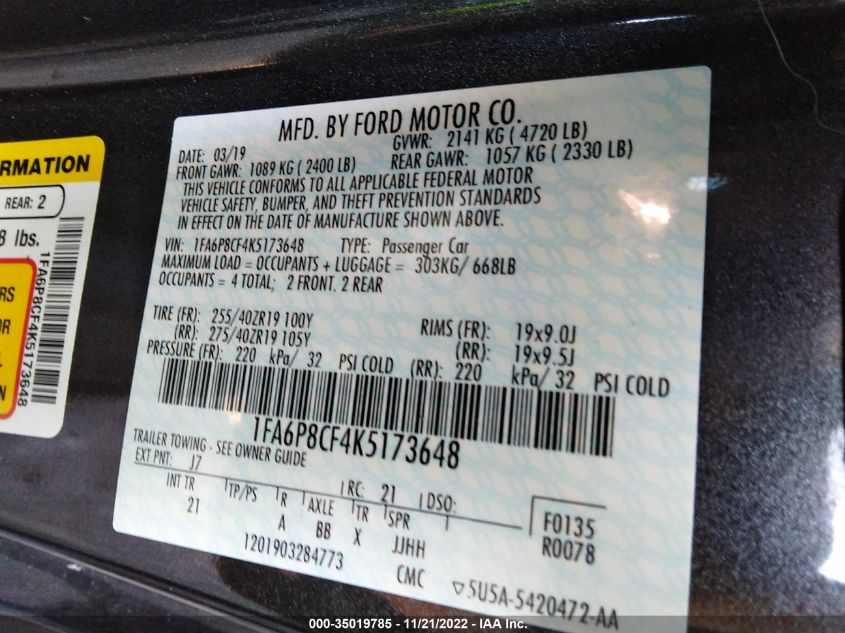 MFD. BY FORD MOTOR CO.
DATE: 03/19
GVWR: 2141 KG ( 4720 LB)
FRONT GAWR: 1089 KG ( 2400 LB)
REAR GAWR: 1057 KG ( 2330 LB)
THIS VEHICLE CONFORMS TO ALL APPLICABLE FEDERAL MOTOR
VEHICLE SAFETY, BUMPER, AND THEFT PREVENTION STANDARDS
IN EFFECT ON THE DATE OF MANUFACTURE SHOWN ABOVE.
VIN: 1FA6P8CF4K5173648 TYPE: Passenger Car
MAXIMUM LOAD = OCCUPANTS + LUGGAGE = 303KG/ 668LB
OCCUPANTS = 4 TOTAL; 2 FRONT. 2 REAR
TIRE (FR): 255/40ZR19 100Y RIMS (FR): 19x9.0J
(RR): 275/40ZR19 105Y (RR): 19x9.5J
PRESSURE (FR): 220 kPa/ 32 PSI COLD (RR): 220 kPa/ 32 PSI COLD
1FA6P8CF4K5173648
TRAILER TOWING - SEE OWNER GUIDE
EXT PNT: J7 RC: 21 DSO:
INT TR TP/PS R AXLE TR SPR
21 A BB X JJHH
F0135
R0078
1201903284773 CMC 5U5A-5420472-AA
RMATION
REAR: 2
8 lbs.
RS
OR
N
1FA6P8CF4K5173648
000-35019785 - 11/21/2022 - IAA Inc.